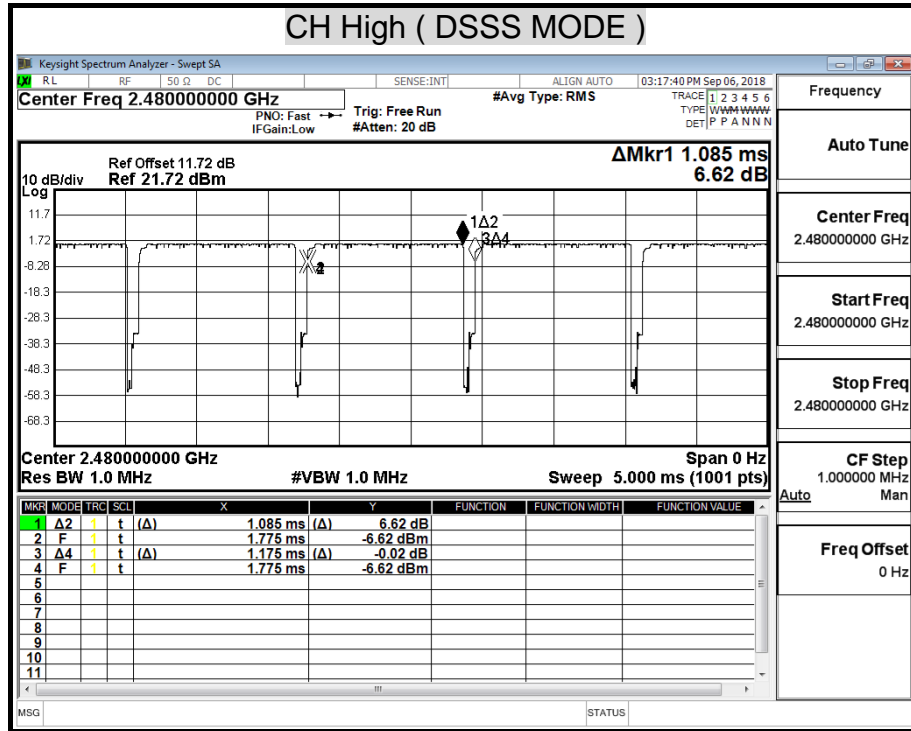 CH High ( DSSS MODE )
Keysight Spectrum Analyzer - Swept SA
LXI RL RF 50 Ω DC SENSE:INT ALIGN AUTO 03:17:40 PM Sep 06, 2018
Center Freq 2.480000000 GHz
PNO: Fast
IFGain:Low
Trig: Free Run
#Atten: 20 dB
#Avg Type: RMS
TRACE 1 2 3 4 5 6
TYPE WWMWWWW
DET P P A N N N
Ref Offset 11.72 dB
10 dB/div Ref 21.72 dBm
Log
ΔMkr1 1.085 ms
6.62 dB
11.7
1.72
-8.28
-18.3
-28.3
-38.3
-48.3
-58.3
-68.3
1Δ2
3Δ4
Center 2.480000000 GHz Span 0 Hz
Res BW 1.0 MHz #VBW 1.0 MHz Sweep 5.000 ms (1001 pts)
MKR MODE TRC SCL X Y FUNCTION FUNCTION WIDTH FUNCTION VALUE
1 Δ2 1 t (Δ) 1.085 ms (Δ) 6.62 dB
2 F 1 t 1.775 ms -6.62 dBm
3 Δ4 1 t (Δ) 1.175 ms (Δ) -0.02 dB
4 F 1 t 1.775 ms -6.62 dBm
5
6
7
8
9
10
11
MSG STATUS
Frequency
Auto Tune
Center Freq
2.480000000 GHz
Start Freq
2.480000000 GHz
Stop Freq
2.480000000 GHz
CF Step
1.000000 MHz
Auto Man
Freq Offset
0 Hz